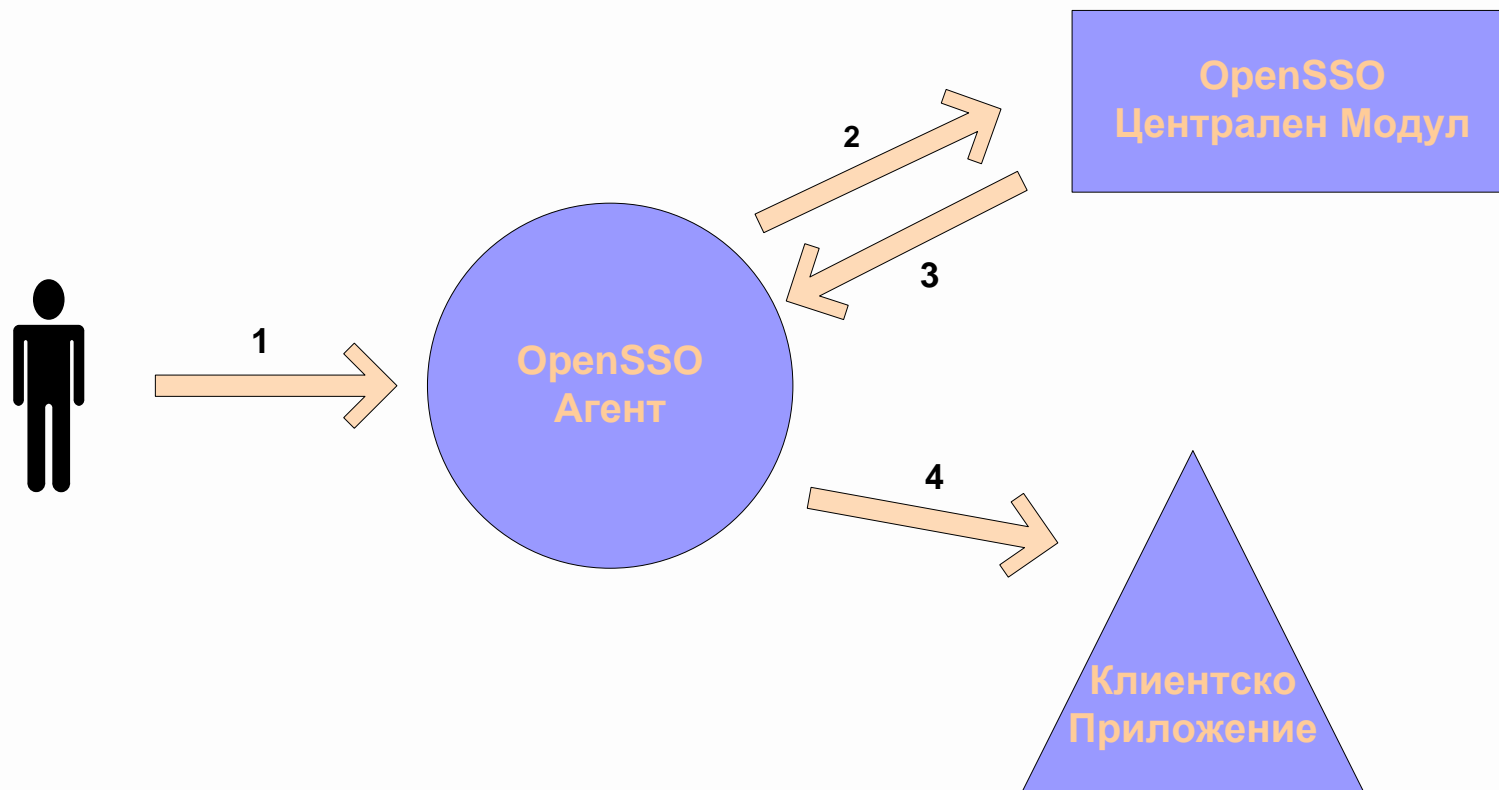 OpenSSO
Централен Модул
2
3
1
OpenSSO
Агент
4
Клиентско
Приложение